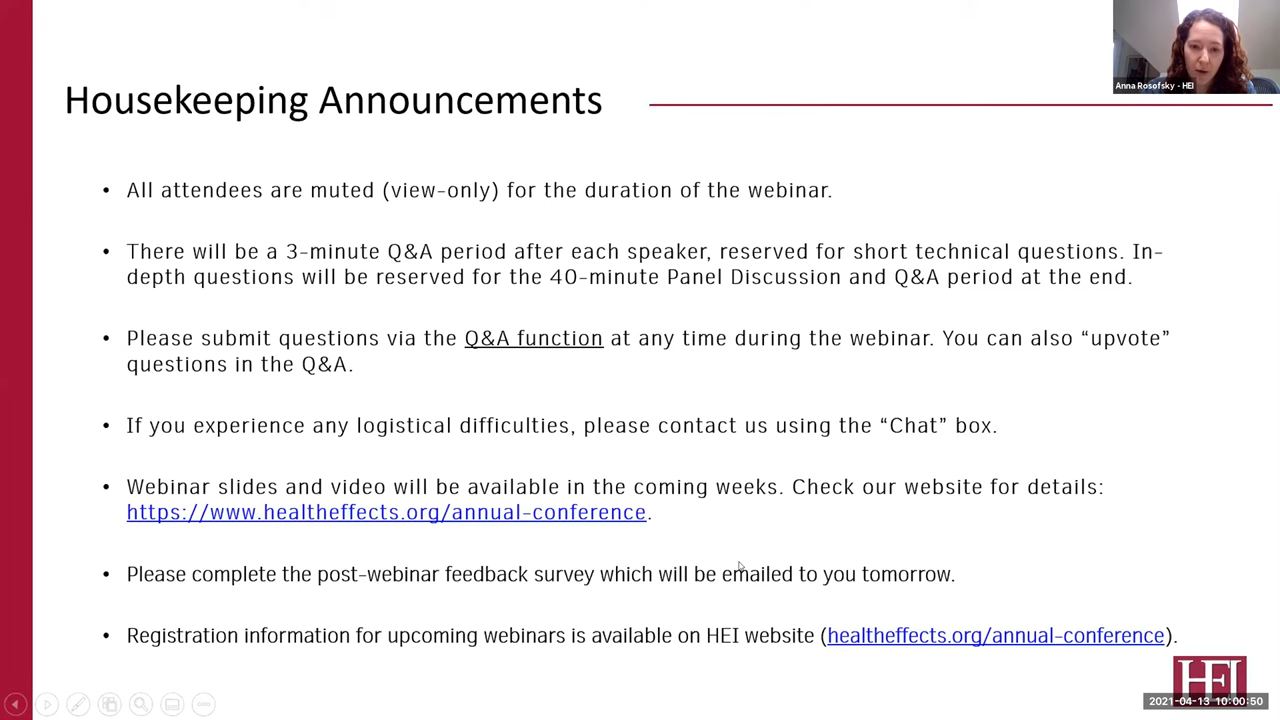 Anna Rosofsky - HEI
Housekeeping Announcements
• All attendees are muted (view-only) for the duration of the webinar.
• There will be a 3-minute Q&A period after each speaker, reserved for short technical questions. In-
depth questions will be reserved for the 40-minute Panel Discussion and Q&A period at the end.
• Please submit questions via the Q&A function at any time during the webinar. You can also “upvote”
questions in the Q&A.
• If you experience any logistical difficulties, please contact us using the “Chat” box.
• Webinar slides and video will be available in the coming weeks. Check our website for details:
https://www.healtheffects.org/annual-conference.
• Please complete the post-webinar feedback survey which will be emailed to you tomorrow.
• Registration information for upcoming webinars is available on HEI website (healtheffects.org/annual-conference).
HEI
2021-04-13 10:00:50